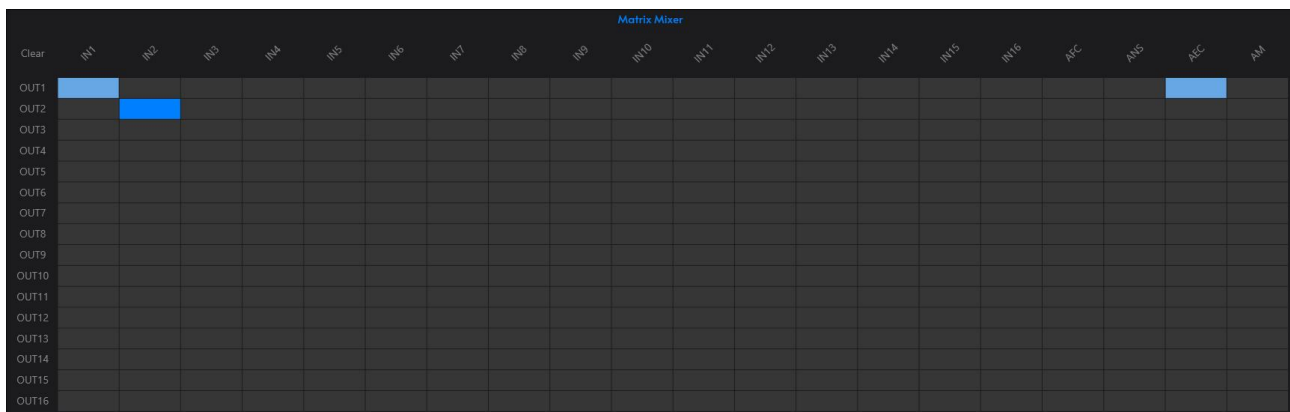 Matrix Mixer
Clear IN1 IN2 IN3 IN4 IN5 IN6 IN7 IN8 IN9 IN10 IN11 IN12 IN13 IN14 IN15 IN16 AFC ANS AEC AM
OUT1
OUT2
OUT3
OUT4
OUT5
OUT6
OUT7
OUT8
OUT9
OUT10
OUT11
OUT12
OUT13
OUT14
OUT15
OUT16